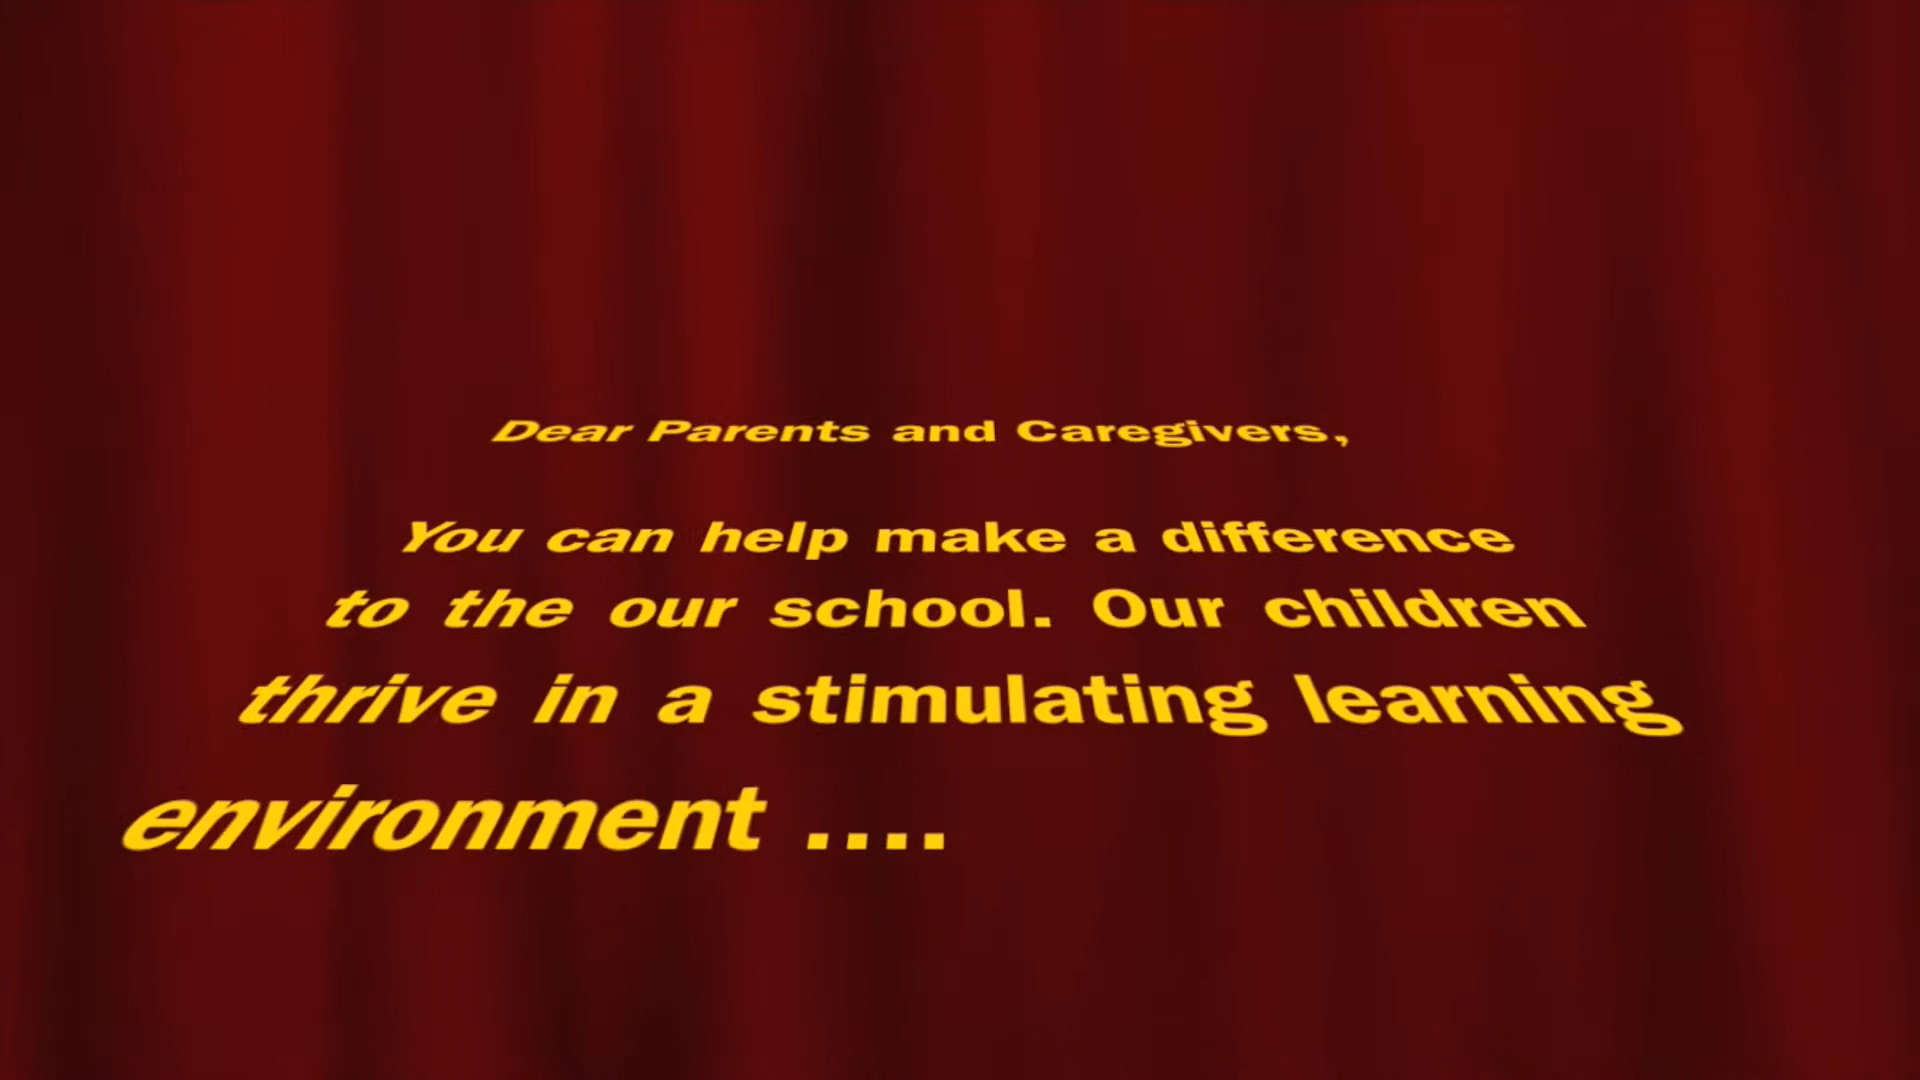 Dear Parents and Caregivers,
You can help make a difference
to the our school. Our children
thrive in a stimulating learning
environment ....